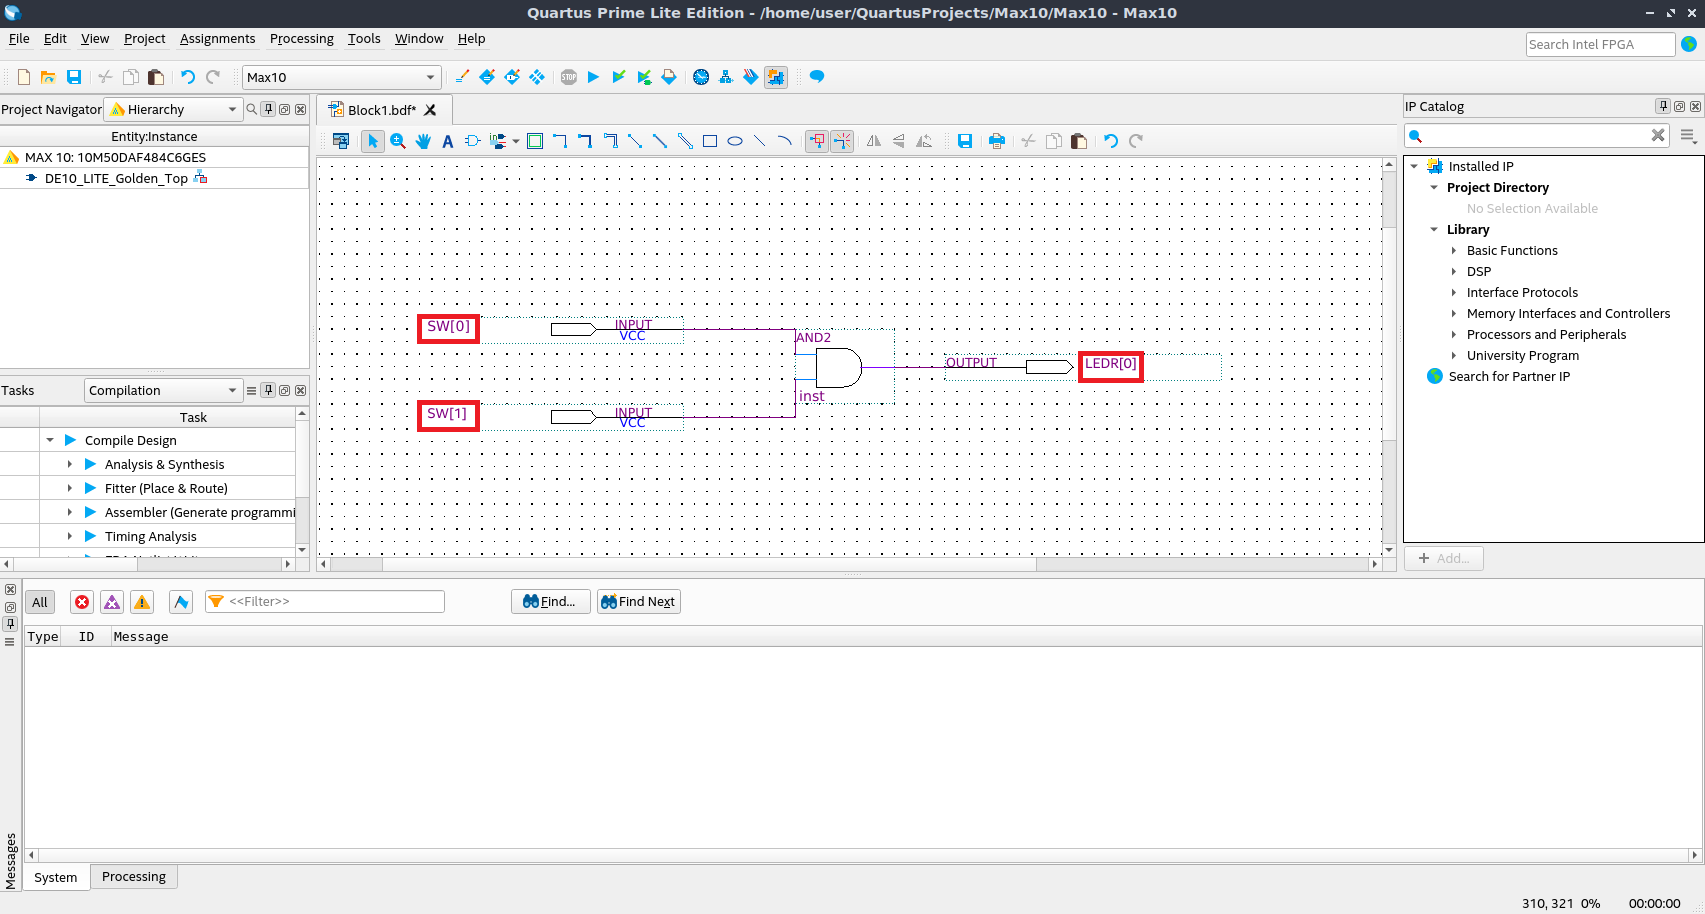 Quartus Prime Lite Edition - /home/user/QuartusProjects/Max10/Max10 - Max10
File Edit View Project Assignments Processing Tools Window Help
Search Intel FPGA
STOP
Max10
Project Navigator
Hierarchy
Entity:Instance
MAX 10: 10M50DAF484C6GES
DE10_LITE_Golden_Top
Tasks
Compilation
Task
Compile Design
Analysis & Synthesis
Fitter (Place & Route)
Assembler (Generate programmi
Timing Analysis
Block1.bdf*
A
SW[0]
INPUT
VCC
AND2
OUTPUT
LEDR[0]
inst
SW[1]
INPUT
VCC
IP Catalog
Installed IP
Project Directory
No Selection Available
Library
Basic Functions
DSP
Interface Protocols
Memory Interfaces and Controllers
Processors and Peripherals
University Program
Search for Partner IP
+ Add...
All
<<Filter>>
Find...
Find Next
Type ID Message
Messages
System
Processing
310, 321 0% 00:00:00